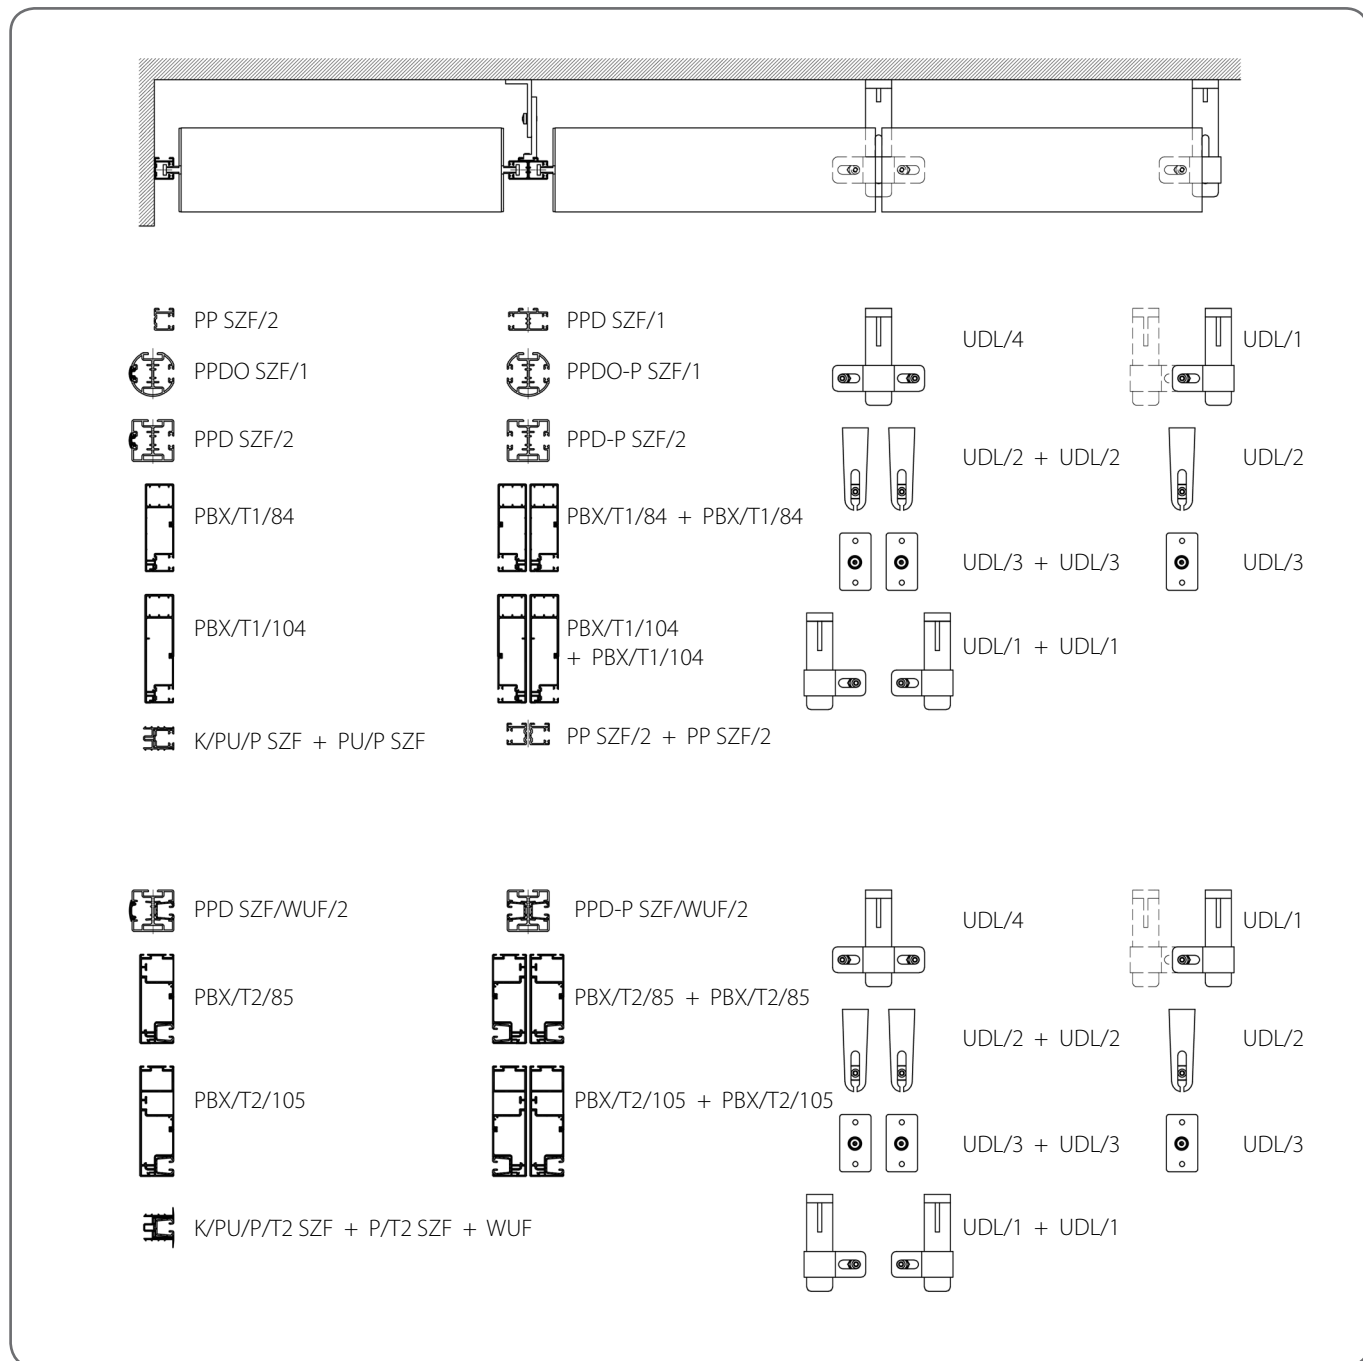 PP SZF/2
PPD SZF/1
UDL/4
UDL/1
PPDO SZF/1
PPDO-P SZF/1
PPD SZF/2
PPD-P SZF/2
UDL/2 + UDL/2
UDL/2
PBX/T1/84
PBX/T1/84 + PBX/T1/84
UDL/3 + UDL/3
UDL/3
PBX/T1/104
PBX/T1/104
+ PBX/T1/104
UDL/1 + UDL/1
K/PU/P SZF + PU/P SZF
PP SZF/2 + PP SZF/2
PPD SZF/WUF/2
PPD-P SZF/WUF/2
UDL/4
UDL/1
PBX/T2/85
PBX/T2/85 + PBX/T2/85
UDL/2 + UDL/2
UDL/2
PBX/T2/105
PBX/T2/105 + PBX/T2/105
UDL/3 + UDL/3
UDL/3
K/PU/P/T2 SZF + P/T2 SZF + WUF
UDL/1 + UDL/1